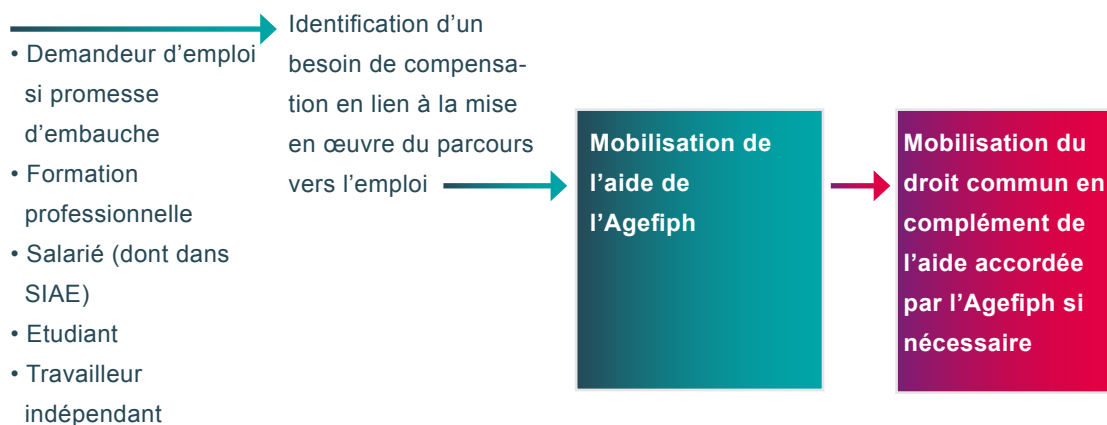 • Demandeur d’emploi
si promesse
d’embauche
• Formation
professionnelle
• Salarié (dont dans
SIAE)
• Etudiant
• Travailleur
indépendant
Identification d’un
besoin de compensa-
tion en lien à la mise
en œuvre du parcours
vers l’emploi
Mobilisation de
l’aide de
l’Agefiph
Mobilisation du
droit commun en
complément de
l’aide accordée
par l’Agefiph si
nécessaire